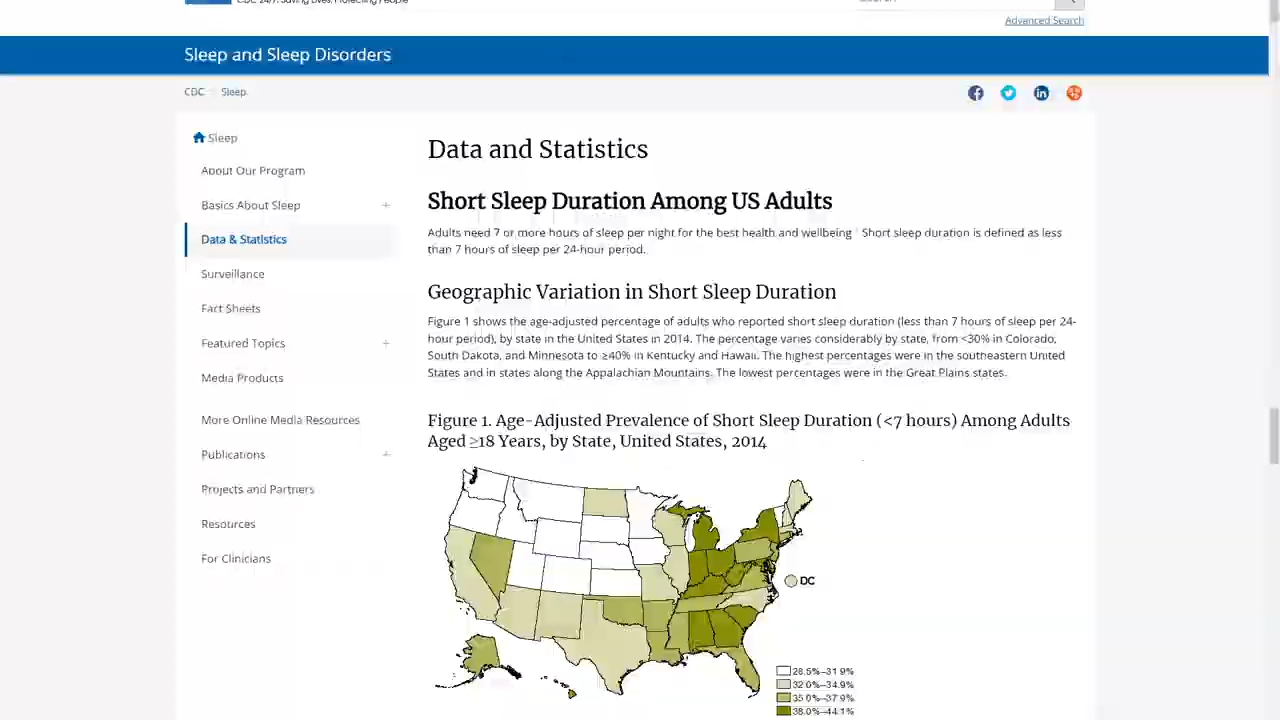 CDC 24/7: Saving Lives, Protecting People
Advanced Search
Sleep and Sleep Disorders
CDC Sleep
Sleep
About Our Program
Basics About Sleep +
Data & Statistics
Surveillance
Fact Sheets
Featured Topics +
Media Products
More Online Media Resources
Publications +
Projects and Partners
Resources
For Clinicians
Data and Statistics
Short Sleep Duration Among US Adults
Adults need 7 or more hours of sleep per night for the best health and wellbeing Short sleep duration is defined as less
than 7 hours of sleep per 24-hour period.
Geographic Variation in Short Sleep Duration
Figure 1 shows the age-adjusted percentage of adults who reported short sleep duration (less than 7 hours of sleep per 24-
hour period), by state in the United States in 2014. The percentage varies considerably by state, from <30% in Colorado,
South Dakota, and Minnesota to ≥40% in Kentucky and Hawaii. The highest percentages were in the southeastern United
States and in states along the Appalachian Mountains. The lowest percentages were in the Great Plains states.
Figure 1. Age-Adjusted Prevalence of Short Sleep Duration (<7 hours) Among Adults
Aged ≥18 Years, by State, United States, 2014
DC
28.5%–31.9%
32.0%–34.9%
35.0%–37.9%
38.0%–44.1%